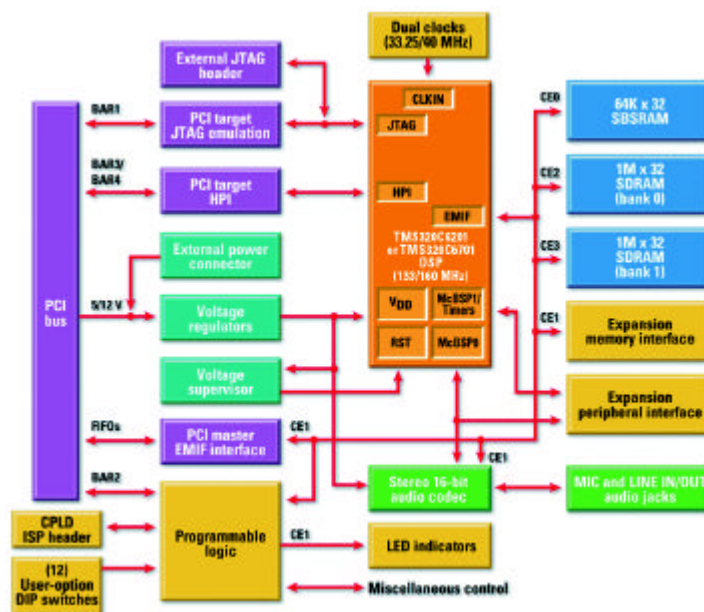 Dual clocks
(33.25/40 MHz)
External JTAG
header
CLKIN
CE0
64K x 32
SBSRAM
BAR1
PCI target
JTAG emulation
JTAG
BAR3/
BAR4
PCI target
HPI
HPI
CE2
1M x 32
SDRAM
(bank 0)
EMIF
TMS320C6201
or TMS320C6701
DSP
(133/160 MHz)
External power
connector
CE3
1M x 32
SDRAM
(bank 1)
PCI
bus
5/12 V
Voltage
regulators
VDD
McBSP1/
Timers
CE1
Expansion
memory interface
RST
McBSP0
Voltage
supervisor
Expansion
peripheral interface
FIFOs
PCI master
EMIF interface
CE1
CE1
BAR2
Stereo 16-bit
audio codec
MIC and LINE IN/OUT
audio jacks
CPLD
ISP header
Programmable
logic
CE1
LED indicators
(12)
User-option
DIP switches
Miscellaneous control